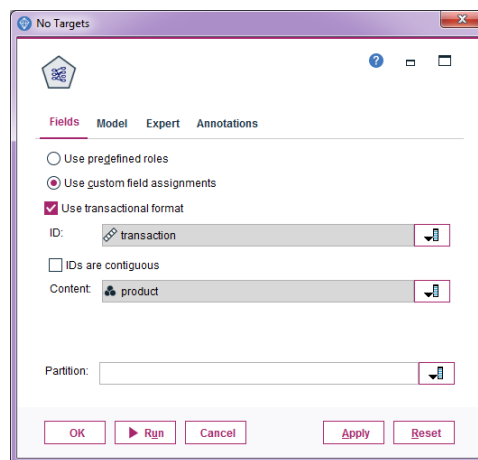 No Targets
Fields Model Expert Annotations
Use predefined roles
Use custom field assignments
Use transactional format
ID: transaction
IDs are contiguous
Content: product
Partition:
OK Run Cancel Apply Reset